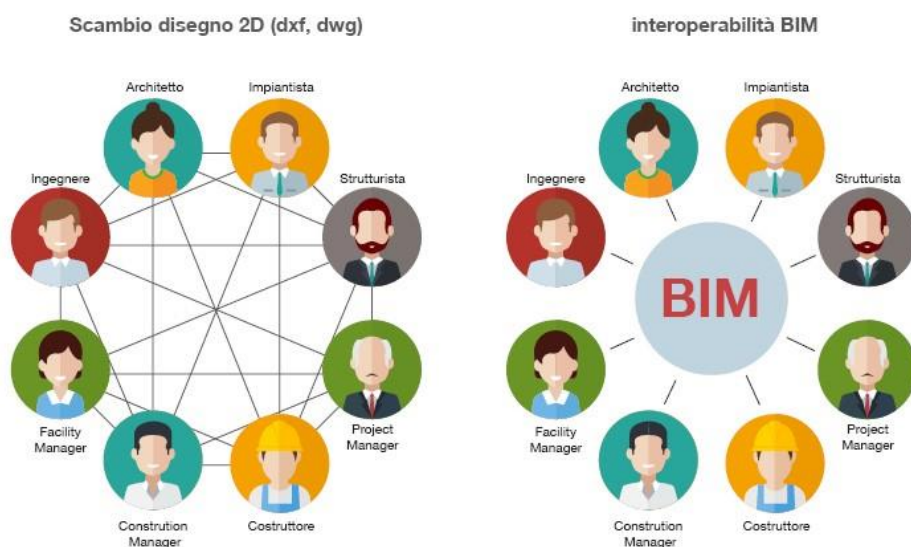 Scambio disegno 2D (dxf, dwg)
Architetto
Impiantista
Ingegnere
Strutturista
Facility
Manager
Project
Manager
Constrution
Manager
Costruttore
interoperabilità BIM
Architetto
Impiantista
Ingegnere
Strutturista
BIM
Facility
Manager
Project
Manager
Constrution
Manager
Costruttore